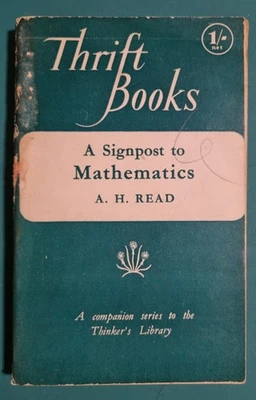 Thrift
Books
1/-
net
A Signpost to
Mathematics
A. H. READ
A companion series to the
Thinker's Library